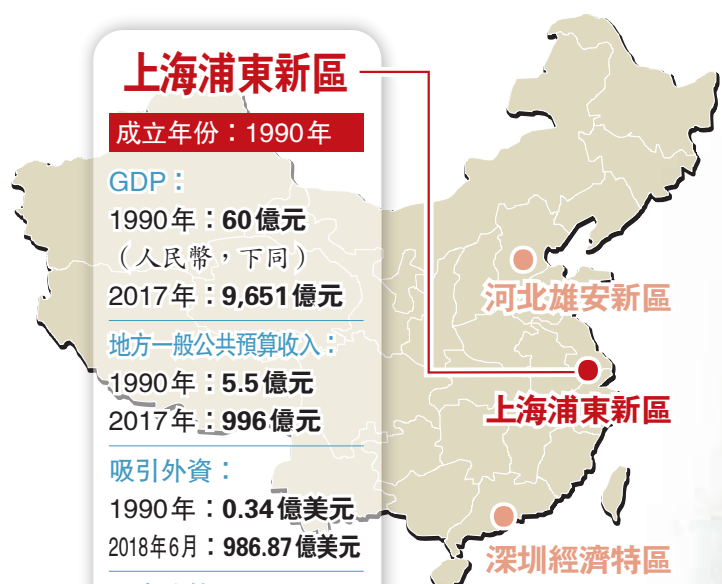 上海浦東新區
成立年份：1990年
GDP：
1990年：60億元
（人民幣，下同）
2017年：9,651億元
地方一般公共預算收入：
1990年：5.5億元
2017年：996億元
吸引外資：
1990年：0.34億美元
2018年6月：986.87億美元
河北雄安新區
上海浦東新區
深圳經濟特區